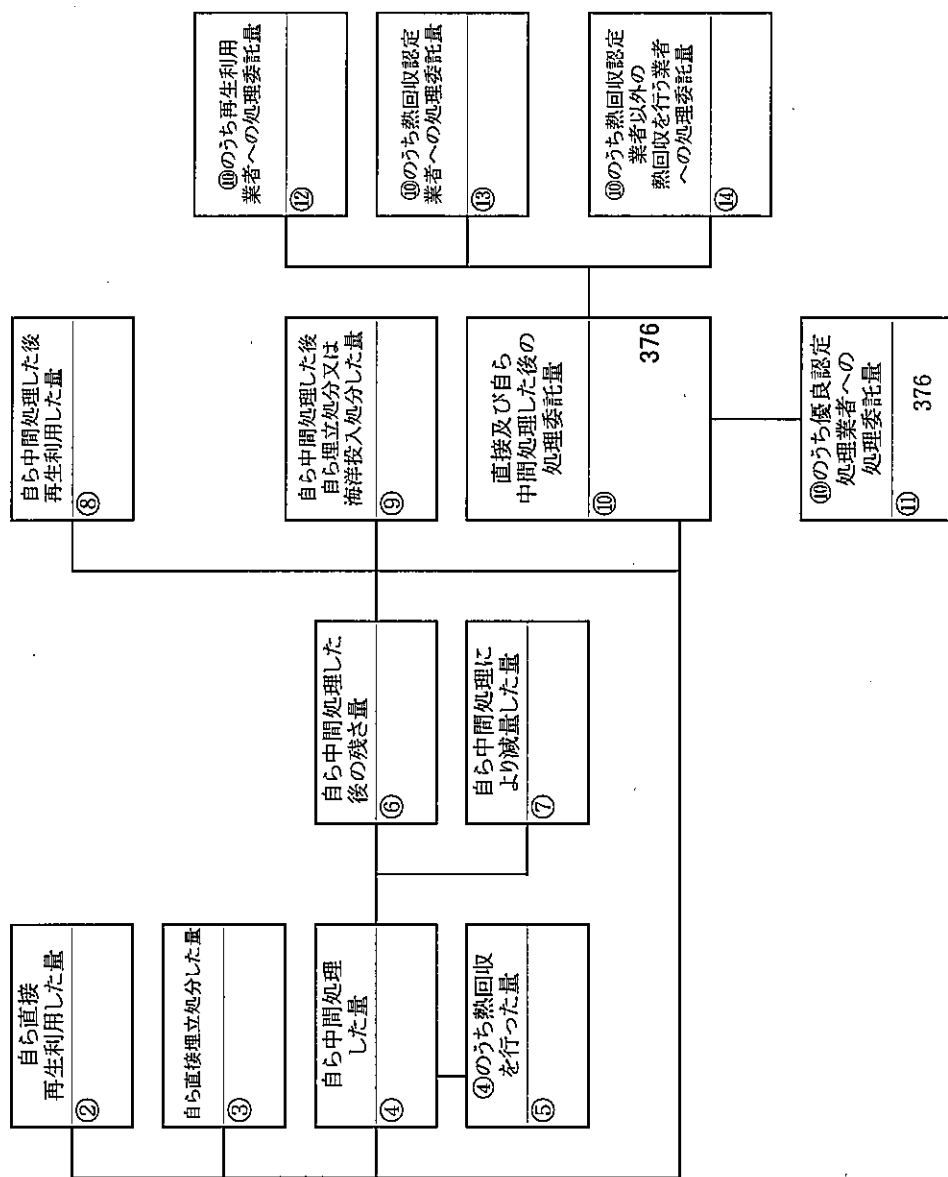 自ら直接
再生利用した量
②
自ら直接埋立処分した量
③
自ら中間処理
した量
④
④のうち熱回収
を行った量
⑤
自ら中間処理した
後の残さ量
⑥
自ら中間処理に
より減量した量
⑦
自ら中間処理した後
再生利用した量
⑧
自ら中間処理した後
自ら埋立処分又は
海洋投入処分した量
⑨
直接及び自ら
中間処理した後の
処理委託量
⑩
376
⑩のうち優良認定
処理業者への
処理委託量
⑪
376
⑩のうち再生利用
業者への処理委託量
⑫
⑩のうち熱回収認定
業者への処理委託量
⑬
⑩のうち熱回収認定
業者以外の
熱回収を行う業者
への処理委託量
⑭